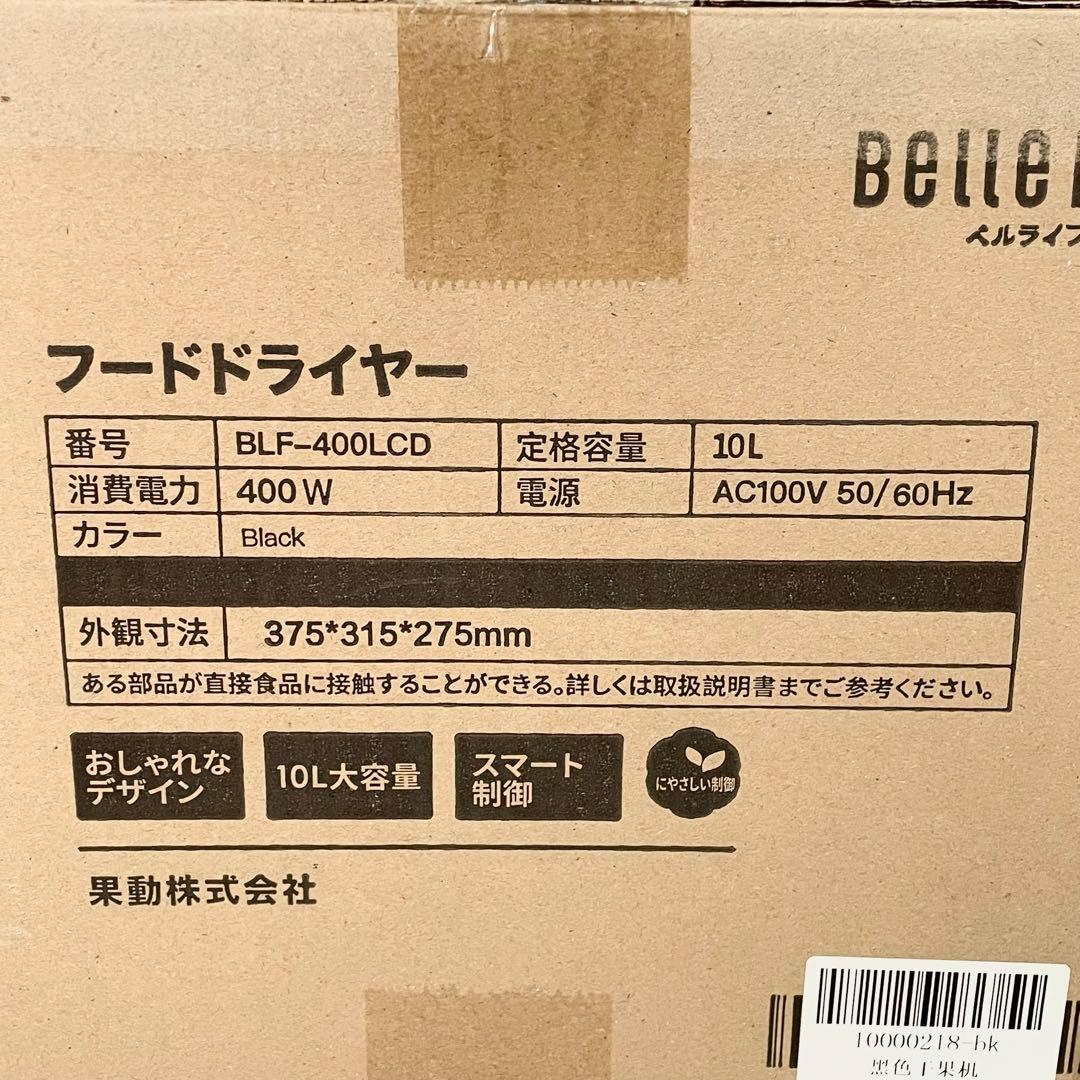 Belle
ベルライフ
フードドライヤー
番号 BLF-400LCD 定格容量 10L
消費電力 400W 電源 AC100V 50/60Hz
カラー Black
外観寸法 375*315*275mm
ある部品が直接食品に接触することができる。詳しくは取扱説明書までご参考ください。
おしゃれな
デザイン
10L大容量
スマート
制御
にやさしい制御
果動株式会社
10000218-bk
黑色干果机